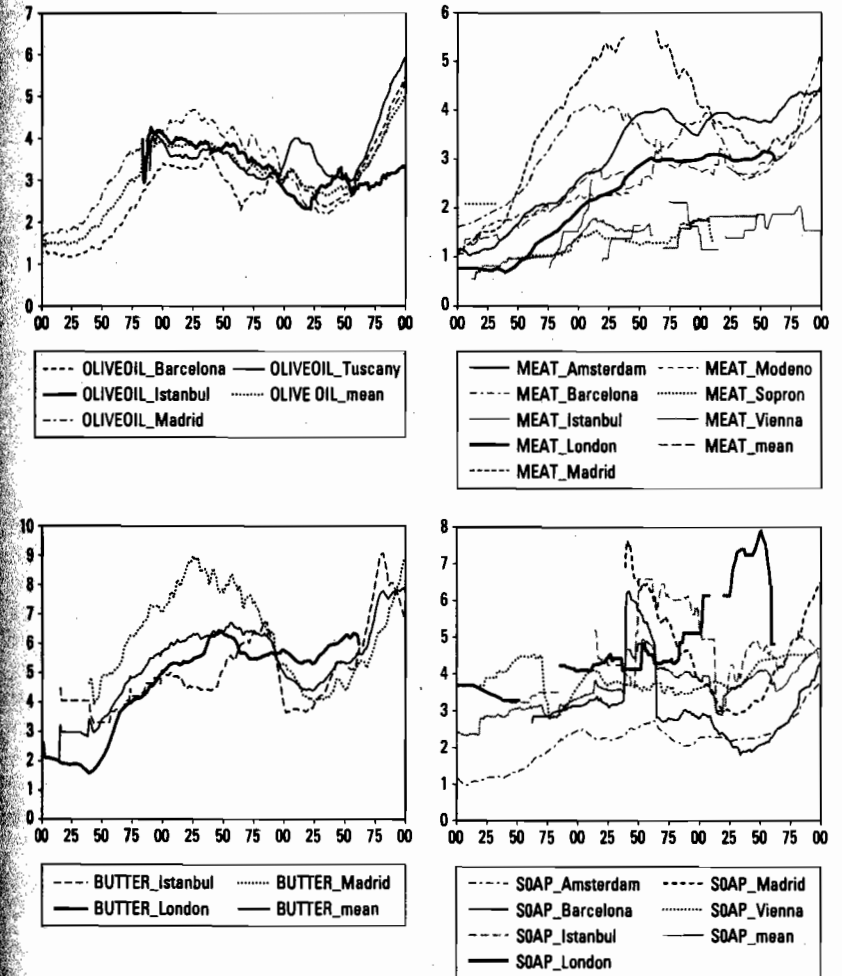 7
6
5
4
3
2
1
0
00 25 50 75 00 25 50 75 00 25 50 75 00
OLIVEOIL_Barcelona OLIVEOIL_Tuscany
OLIVEOIL_Istanbul OLIVE OIL_mean
OLIVEOIL_Madrid
6
5
4
3
2
1
0
00 25 50 75 00 25 50 75 00 25 50 75 00
MEAT_Amsterdam MEAT_Modeno
MEAT_Barcelona MEAT_Sopron
MEAT_Istanbul MEAT_Vienna
MEAT_London MEAT_mean
MEAT_Madrid
10
9
8
7
6
5
4
3
2
1
0
00 25 50 75 00 25 50 75 00 25 50 75 00
BUTTER_Istanbul BUTTER_Madrid
BUTTER_London BUTTER_mean
8
7
6
5
4
3
2
1
0
00 25 50 75 00 25 50 75 00 25 50 75 00
SOAP_Amsterdam SOAP_Madrid
SOAP_Barcelona SOAP_Vienna
SOAP_Istanbul SOAP_mean
SOAP_London